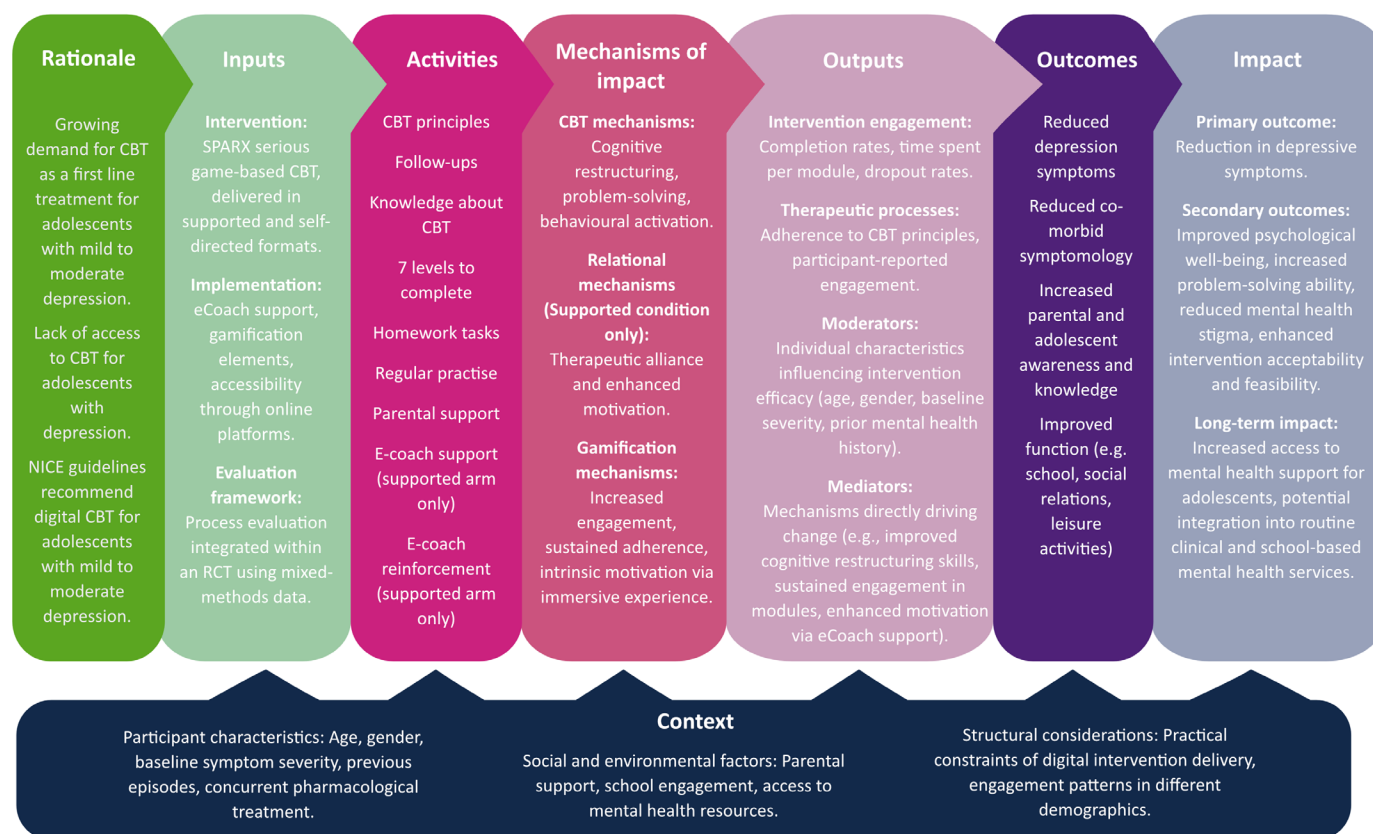 Rationale
Growing
demand for CBT
as a first line
treatment for
adolescents
with mild to
moderate
depression.
Lack of access
to CBT for
adolescents
with
depression.
NICE guidelines
recommend
digital CBT for
adolescents
with mild to
moderate
depression.
Inputs
Intervention:
SPARX serious
game-based CBT,
delivered in
supported and self-
directed formats.
Implementation:
eCoach support,
gamification
elements,
accessibility
through online
platforms.
Evaluation
framework:
Process evaluation
integrated within
an RCT using mixed-
methods data.
Activities
CBT principles
Follow-ups
Knowledge about
CBT
7 levels to
complete
Homework tasks
Regular practise
Parental support
E-coach support
(supported arm
only)
E-coach
reinforcement
(supported arm
only)
Mechanisms of
impact
CBT mechanisms:
Cognitive
restructuring,
problem-solving,
behavioural activation.
Relational
mechanisms
(Supported condition
only):
Therapeutic alliance
and enhanced
motivation.
Gamification
mechanisms:
Increased
engagement,
sustained adherence,
intrinsic motivation via
immersive experience.
Outputs
Intervention engagement:
Completion rates, time spent
per module, dropout rates.
Therapeutic processes:
Adherence to CBT principles,
participant-reported
engagement.
Moderators:
Individual characteristics
influencing intervention
efficacy (age, gender, baseline
severity, prior mental health
history).
Mediators:
Mechanisms directly driving
change (e.g., improved
cognitive restructuring skills,
sustained engagement in
modules, enhanced motivation
via eCoach support).
Outcomes
Reduced
depression
symptoms
Reduced co-
morbid
symptomology
Increased
parental and
adolescent
awareness and
knowledge
Improved
function (e.g.
school, social
relations,
leisure
activities)
Impact
Primary outcome:
Reduction in depressive
symptoms.
Secondary outcomes:
Improved psychological
well-being, increased
problem-solving ability,
reduced mental health
stigma, enhanced
intervention acceptability
and feasibility.
Long-term impact:
Increased access to
mental health support for
adolescents, potential
integration into routine
clinical and school-based
mental health services.
Context
Participant characteristics: Age, gender,
baseline symptom severity, previous
episodes, concurrent pharmacological
treatment.
Social and environmental factors: Parental
support, school engagement, access to
mental health resources.
Structural considerations: Practical
constraints of digital intervention delivery,
engagement patterns in different
demographics.